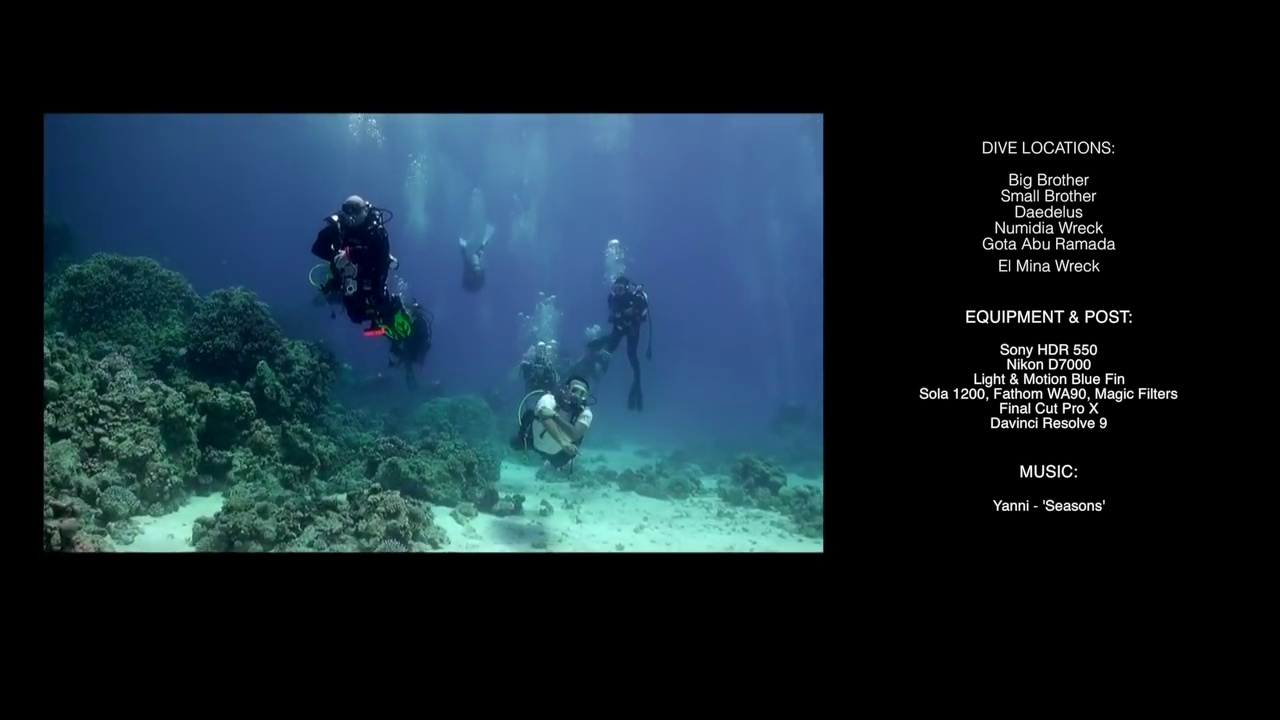 DIVE LOCATIONS:
Big Brother
Small Brother
Daedelus
Numidia Wreck
Gota Abu Ramada
El Mina Wreck
EQUIPMENT & POST:
Sony HDR 550
Nikon D7000
Light & Motion Blue Fin
Sola 1200, Fathom WA90, Magic Filters
Final Cut Pro X
Davinci Resolve 9
MUSIC:
Yanni - 'Seasons'